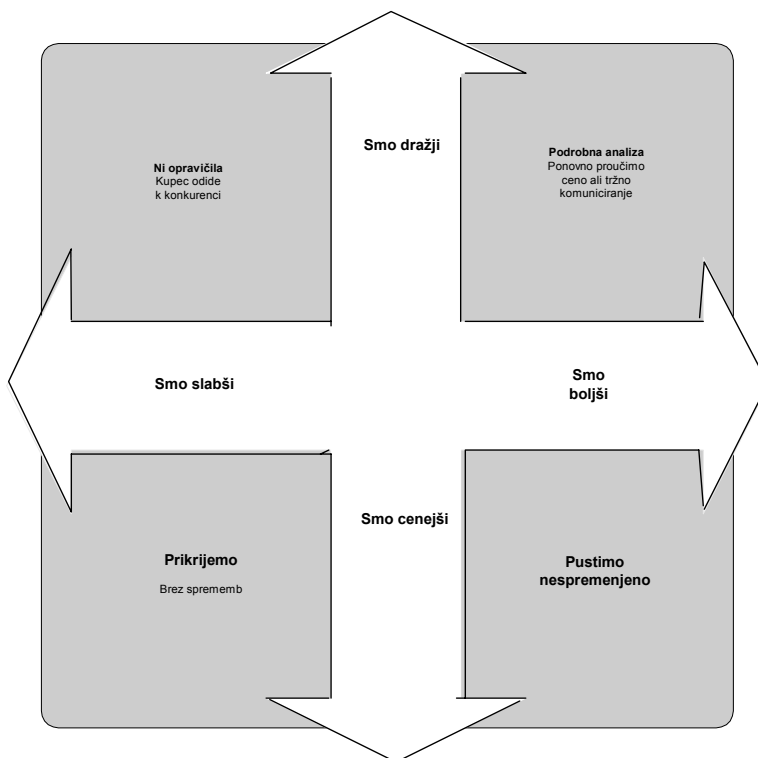 Smo dražji
Ni opravičila
Kupec odide
k konkurenci
Podrobna analiza
Ponovno proučimo
ceno ali tržno
komuniciranje
Smo slabši
Smo
boljši
Smo cenejši
Prikrijemo
Brez sprememb
Pustimo
nespremenjeno